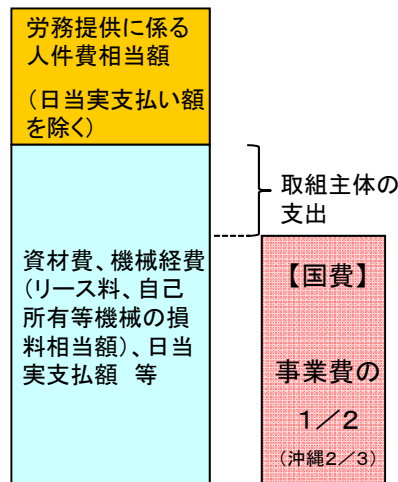 労務提供に係る
人件費相当額
(日当実支払い額
を除く)
取組主体の
支出
資材費、機械経費
(リース料、自己
所有等機械の損
料相当額)、日当
実支払額 等
【国費】
事業費の
1/2
(沖縄2/3)